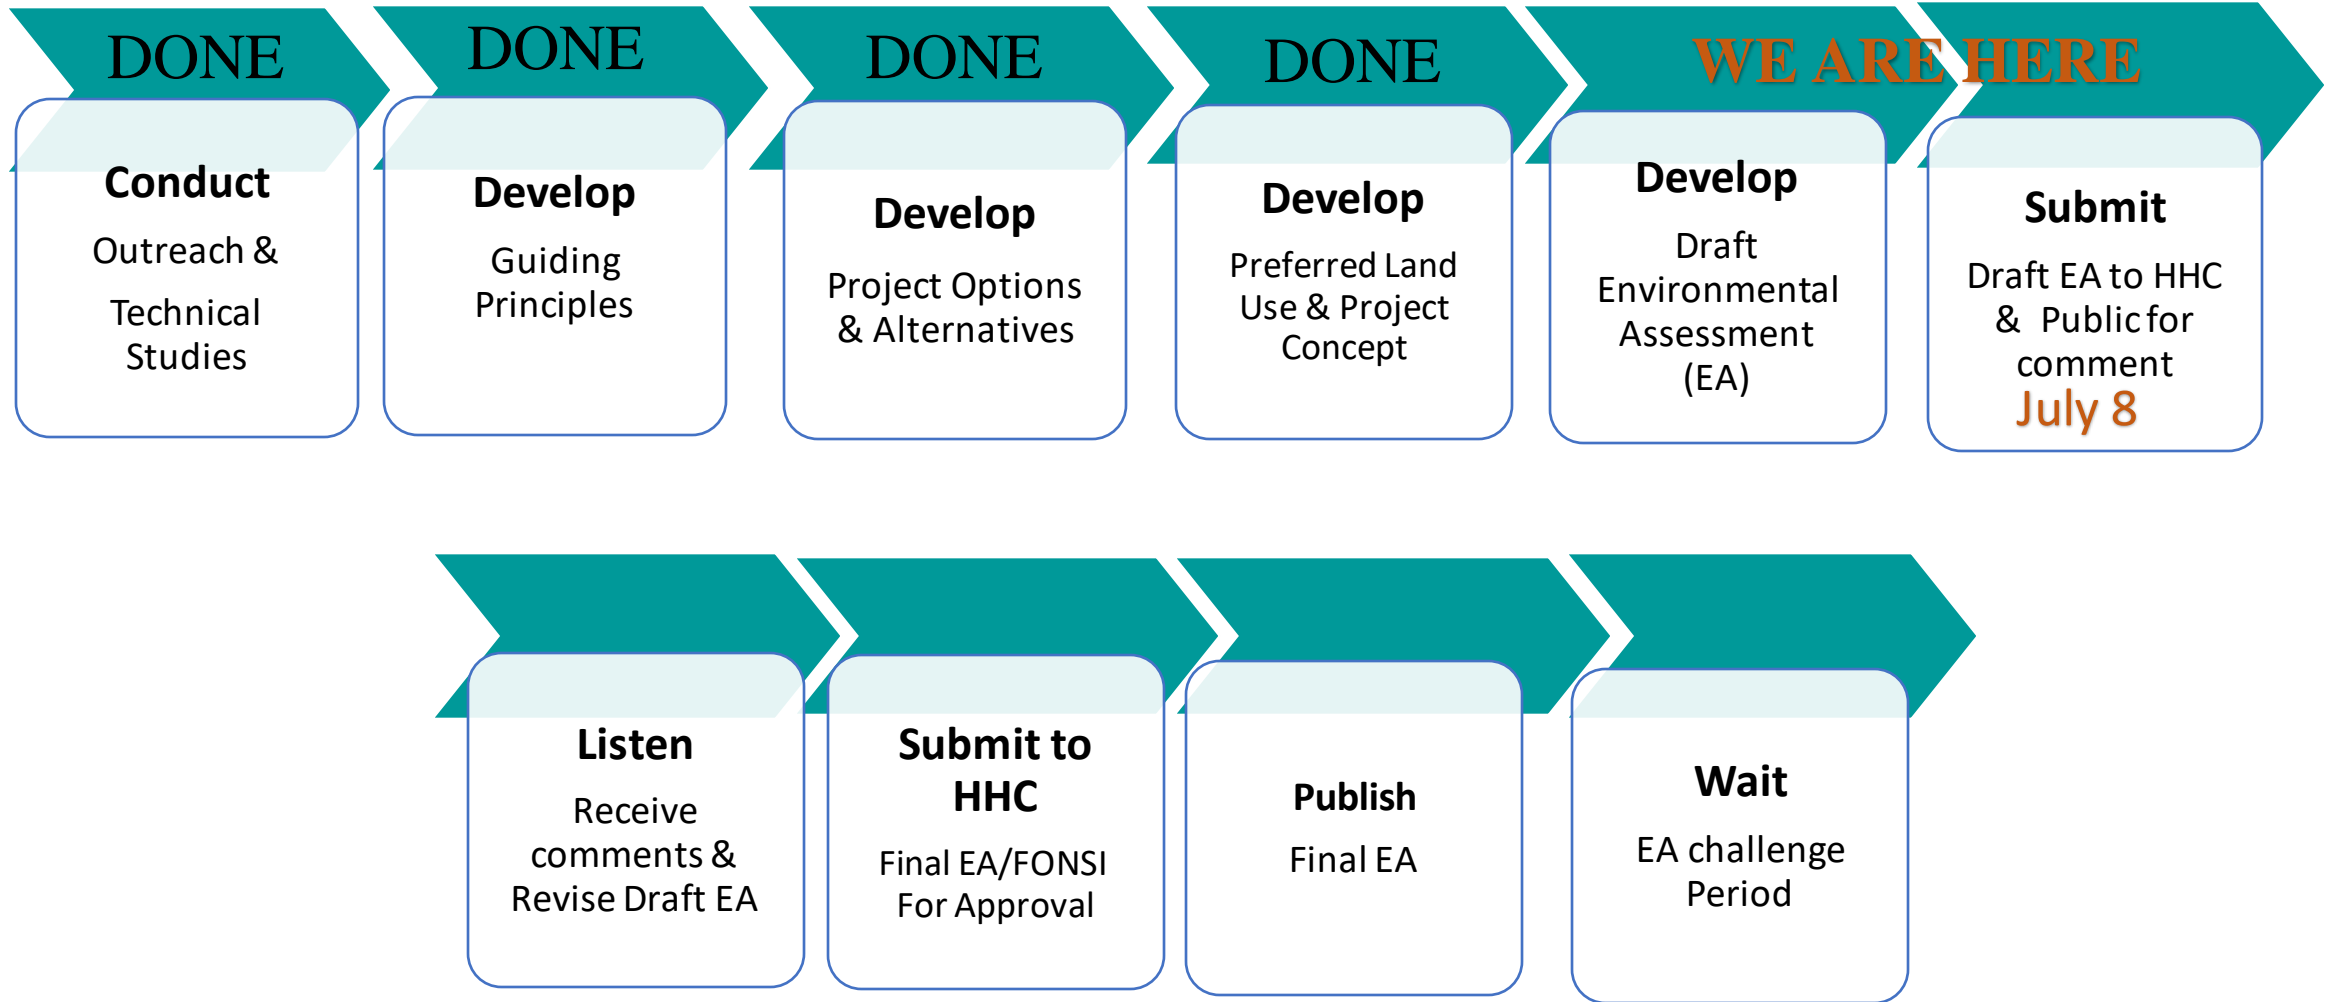 DONE
Conduct
Outreach &
Technical
Studies
DONE
Develop
Guiding
Principles
DONE
Develop
Project Options
& Alternatives
DONE
Develop
Preferred Land
Use & Project
Concept
WE ARE HERE
Develop
Draft
Environmental
Assessment
(EA)
Submit
Draft EA to HHC
& Public for
comment
July 8
Listen
Receive
comments &
Revise Draft EA
Submit to
HHC
Final EA/FONSI
For Approval
Publish
Final EA
Wait
EA challenge
Period